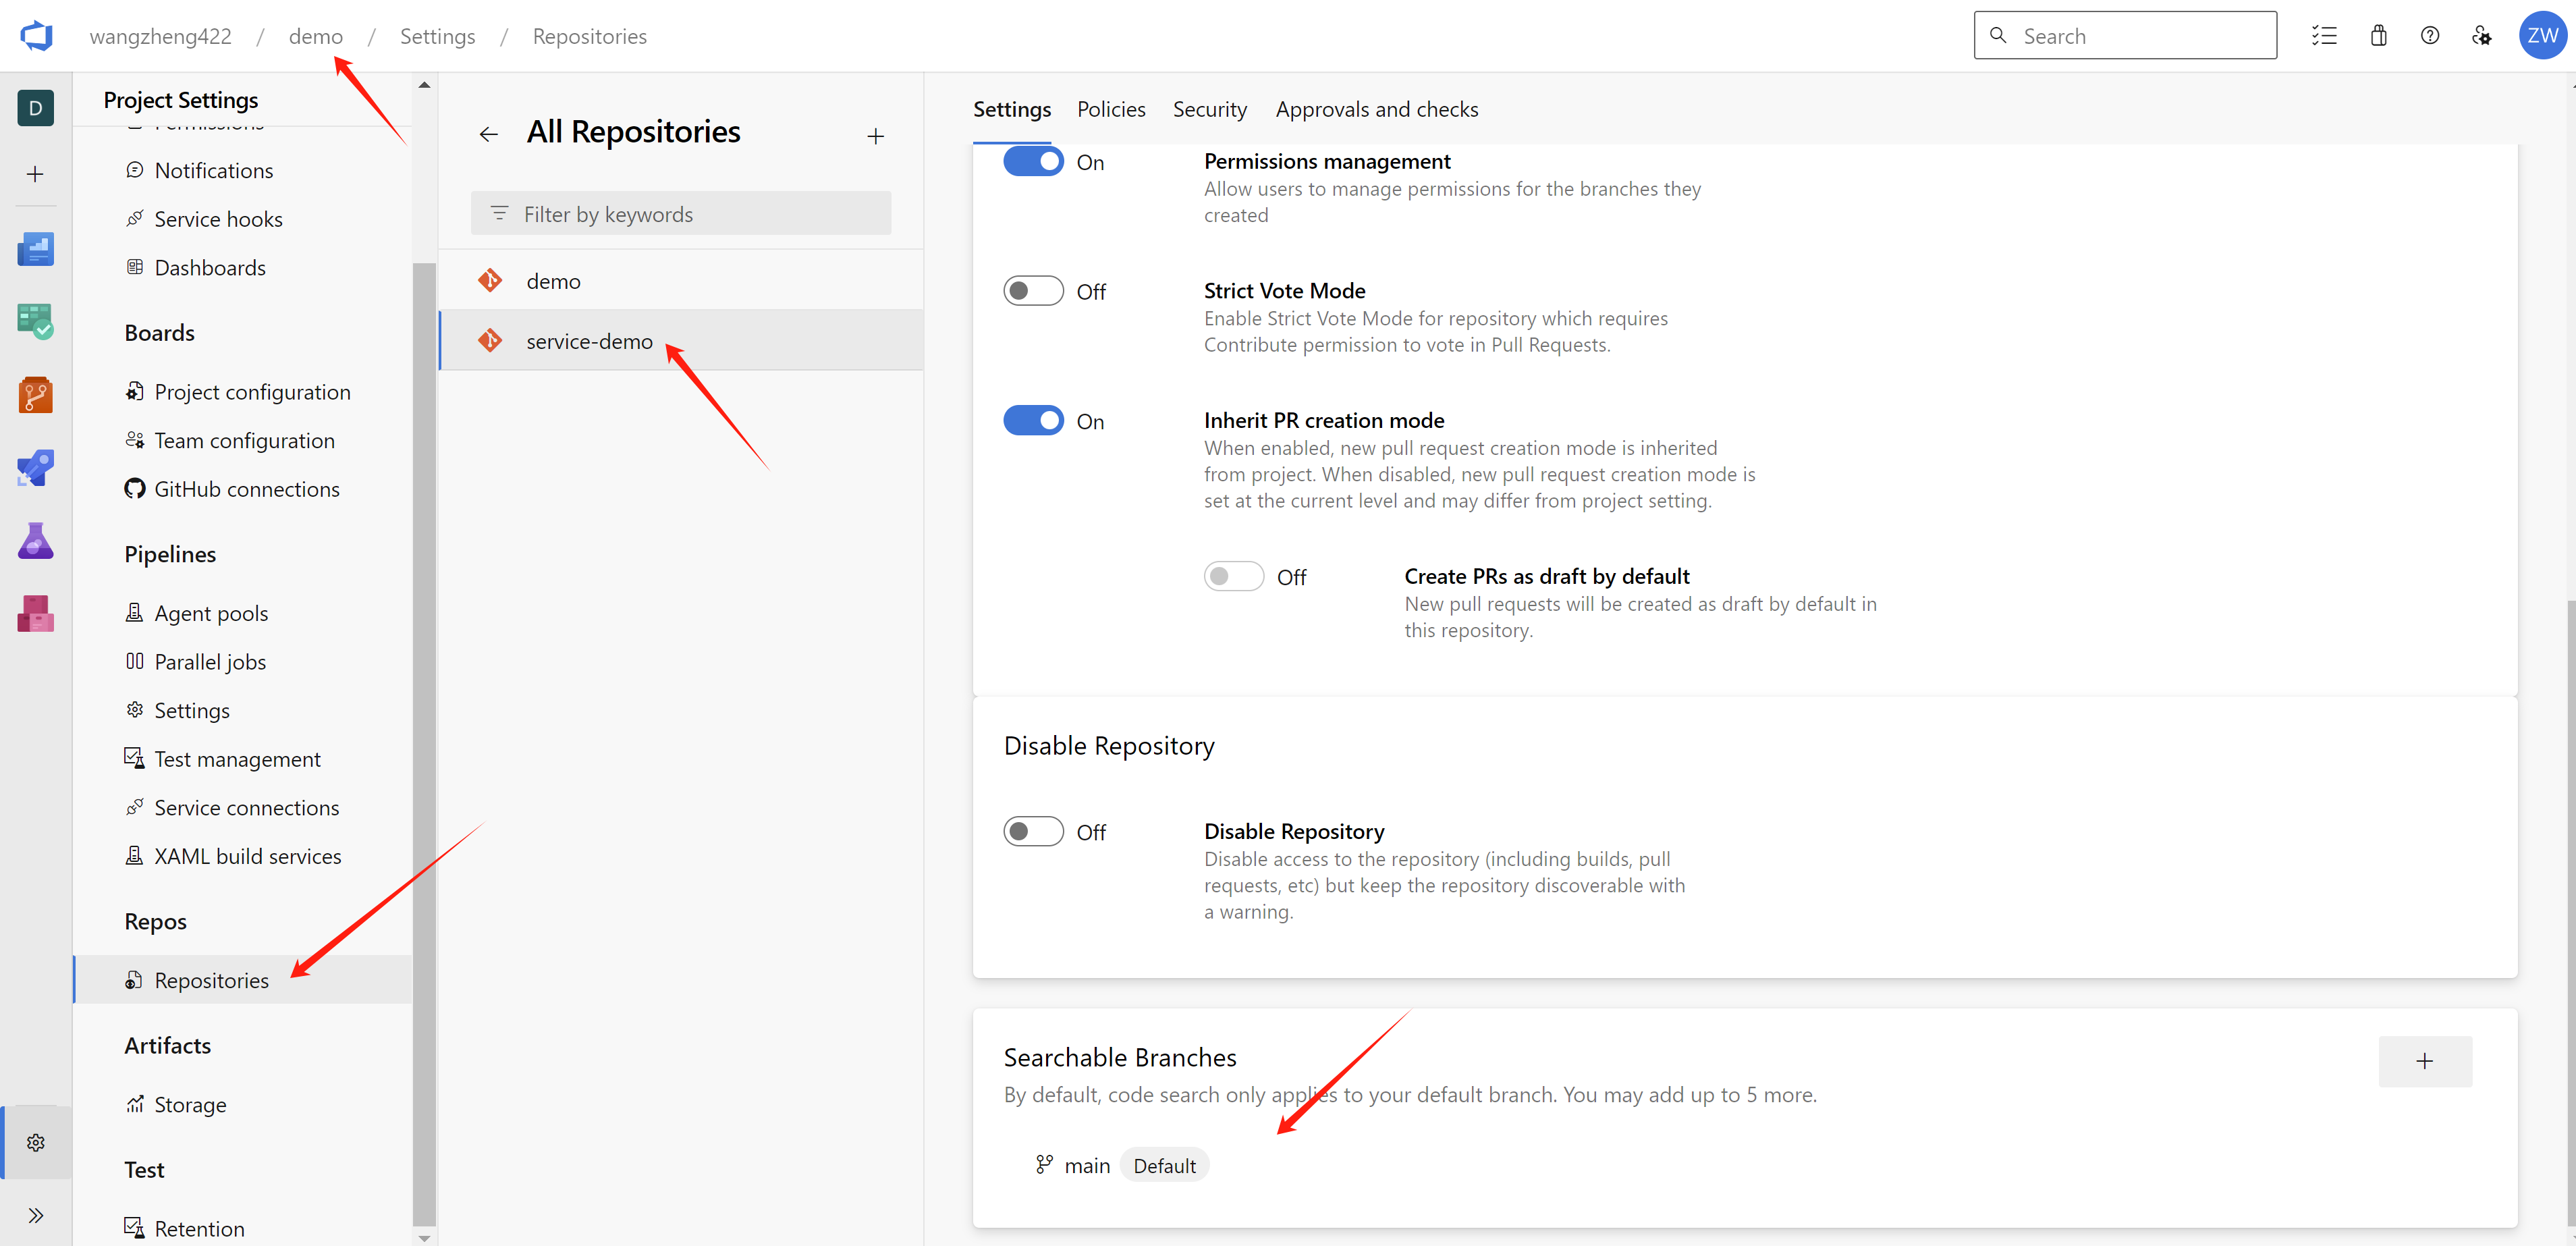 wangzheng422 / demo / Settings / Repositories
Search
ZW
D
Project Settings
Permissions
Notifications
Service hooks
Dashboards
Boards
Project configuration
Team configuration
GitHub connections
Pipelines
Agent pools
Parallel jobs
Settings
Test management
Service connections
XAML build services
Repos
Repositories
Artifacts
Storage
Test
Retention
All Repositories
Filter by keywords
demo
service-demo
Settings Policies Security Approvals and checks
On Permissions management
Allow users to manage permissions for the branches they
created
Off Strict Vote Mode
Enable Strict Vote Mode for repository which requires
Contribute permission to vote in Pull Requests.
On Inherit PR creation mode
When enabled, new pull request creation mode is inherited
from project. When disabled, new pull request creation mode is
set at the current level and may differ from project setting.
Off Create PRs as draft by default
New pull requests will be created as draft by default in
this repository.
Disable Repository
Off Disable Repository
Disable access to the repository (including builds, pull
requests, etc) but keep the repository discoverable with
a warning.
Searchable Branches
By default, code search only applies to your default branch. You may add up to 5 more.
main Default